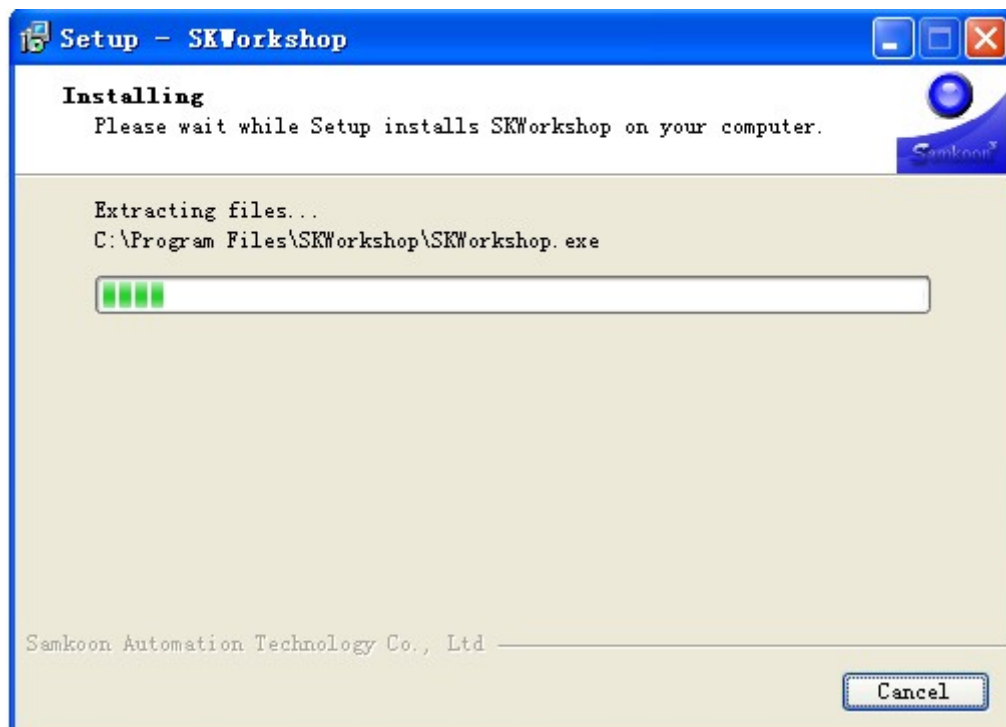 Setup - SKWorkshop
Installing
Please wait while Setup installs SKWorkshop on your computer.
Samkoon
Extracting files...
C:\Program Files\SKWorkshop\SKWorkshop.exe
Samkoon Automation Technology Co., Ltd
Cancel